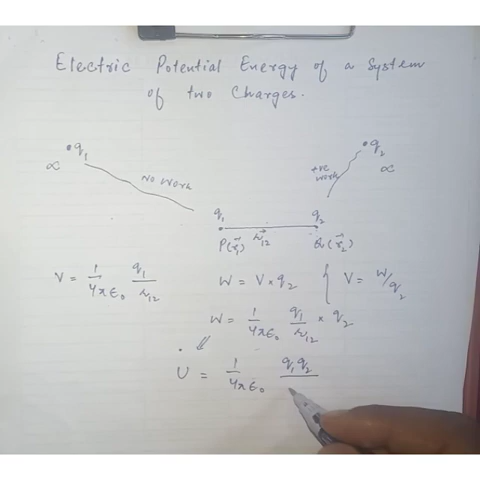 Electric Potential Energy of a System
of two Charges.
q₁
∝
No work
q₂
∝
+ve
work
q₁ q₂
P(r⃗₁) r⃗₁₂ Q(r⃗₂)
V = 1/4πϵ₀ q₁/r₁₂
W = V × q₂ { V = W/q₂
W = 1/4πϵ₀ q₁/r₁₂ × q₂
U = 1/4πϵ₀ q₁q₂